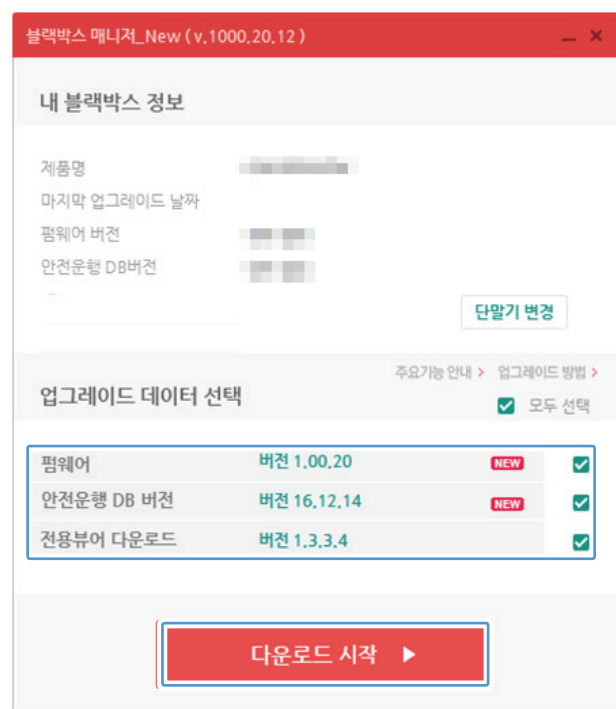 블랙박스 매니저_New ( v.1000.20.12 )
내 블랙박스 정보
제품명
마지막 업그레이드 날짜
펌웨어 버전
안전운행 DB버전
단말기 변경
주요기능 안내 > 업그레이드 방법 >
업그레이드 데이터 선택
모두 선택
펌웨어 버전 1.00.20 NEW
안전운행 DB 버전 버전 16.12.14 NEW
전용뷰어 다운로드 버전 1.3.3.4
다운로드 시작